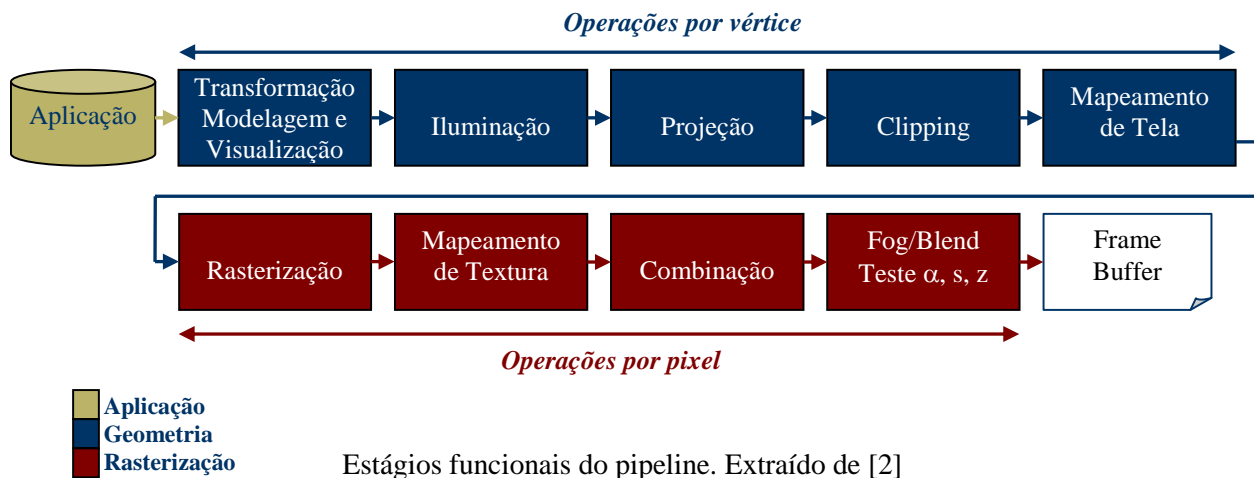 Operações por vértice
Aplicação
Transformação
Modelagem e
Visualização
Iluminação
Projeção
Clipping
Mapeamento
de Tela
Rasterização
Mapeamento
de Textura
Combinação
Fog/Blend
Teste α, s, z
Frame
Buffer
Operações por pixel
Aplicação
Geometria
Rasterização
Estágios funcionais do pipeline. Extraído de [2]